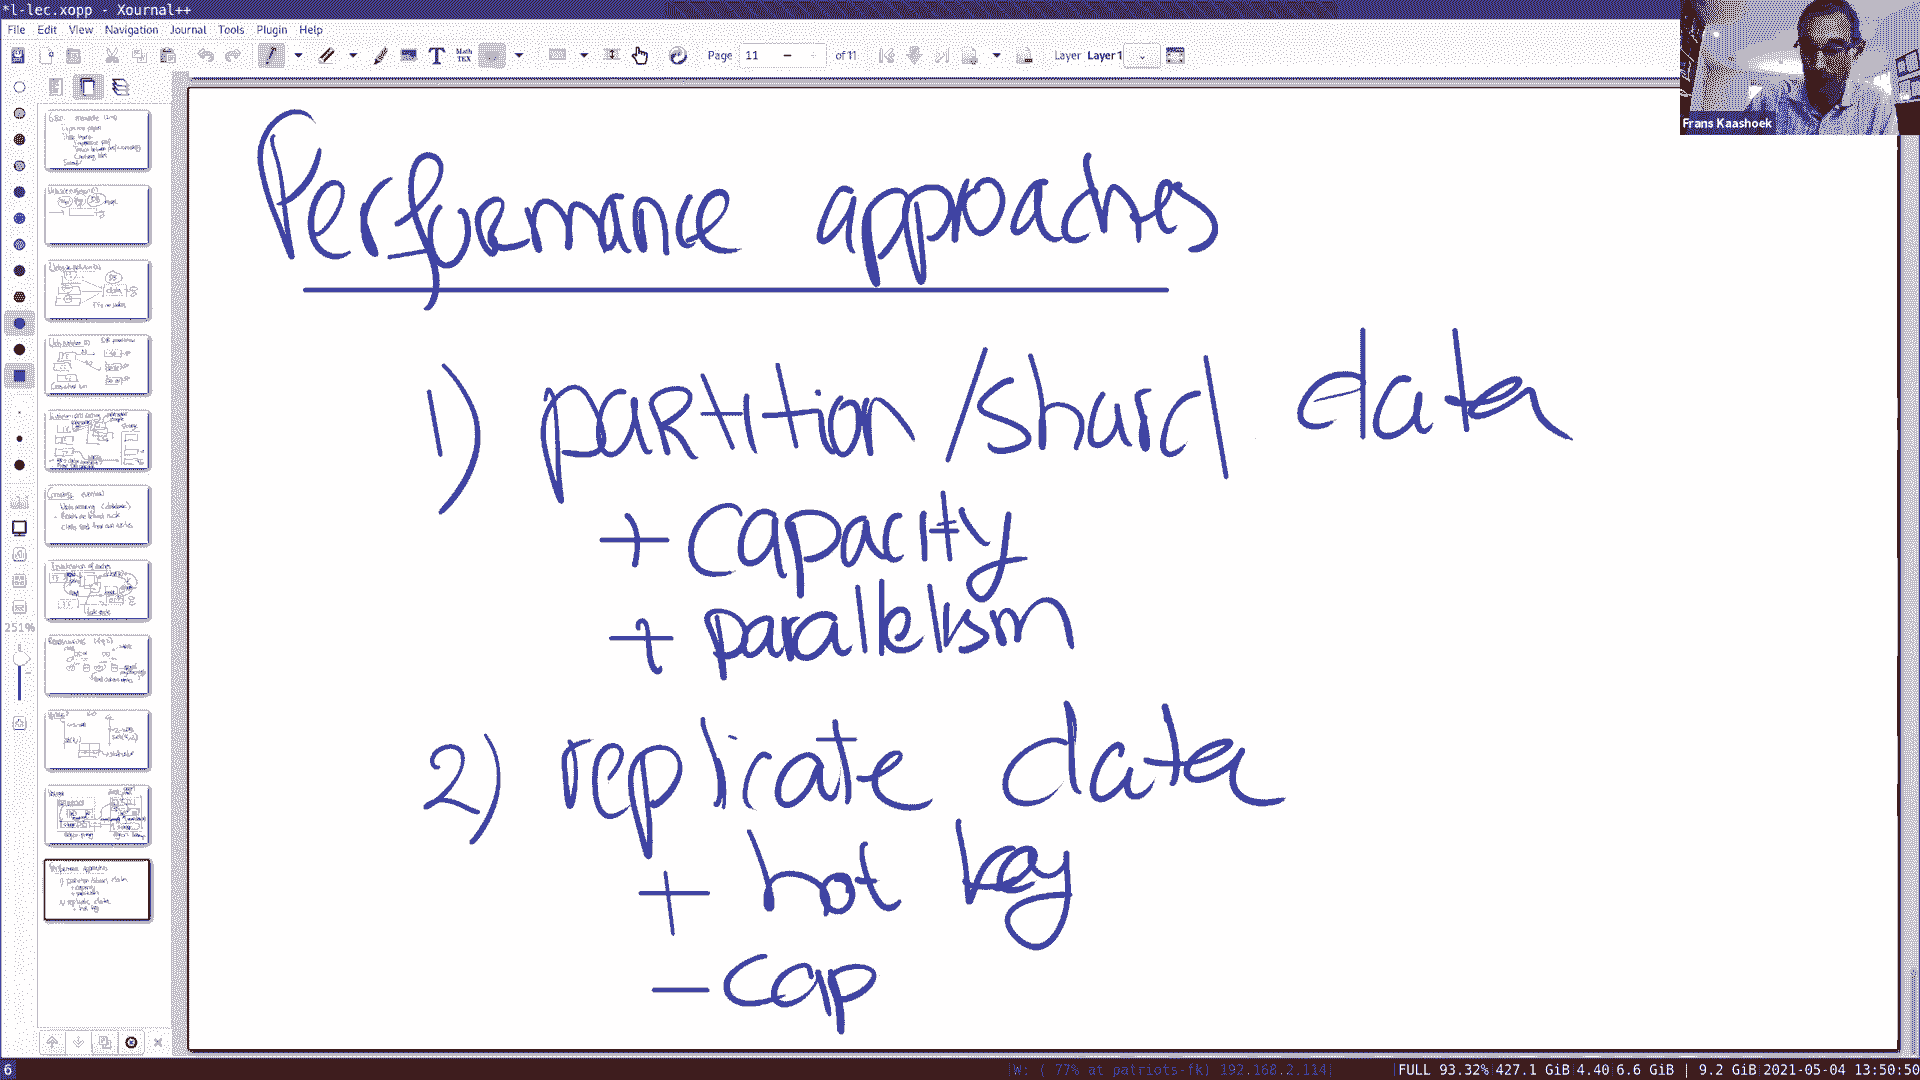 *l-lec.xopp - Xournal++
File Edit View Navigation Journal Tools Plugin Help
Page 11 of 11 Layer Layer1
Frans Kaashoek
Performance approaches
1) partition/shard data
+ capacity
+ parallelism
2) replicate data
+ hot key
- cap
251%
6
W: ( 77% at patriots-fk) 192.168.2.114| |FULL 93.32%|427.1 GiB 4.40 6.6 GiB | 9.2 GiB 2021-05-04 13:50:50